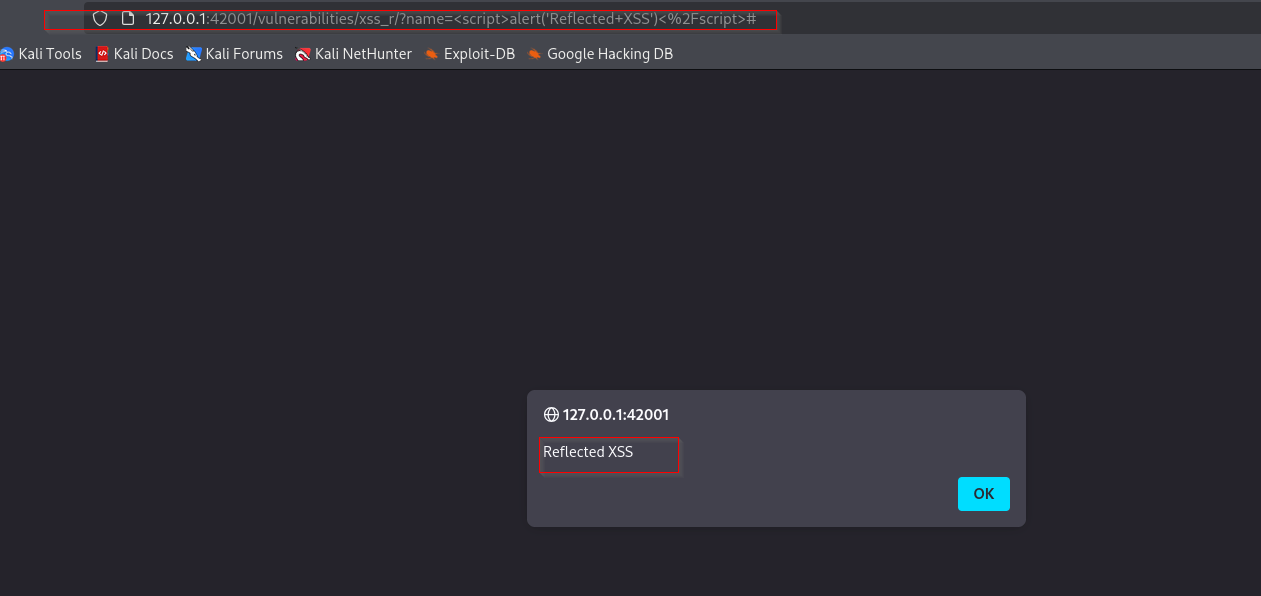 127.0.0.1:42001/vulnerabilities/xss_r/?name=<script>alert('Reflected+XSS')<%2Fscript>#
Kali Tools Kali Docs Kali Forums Kali NetHunter Exploit-DB Google Hacking DB
127.0.0.1:42001
Reflected XSS
OK